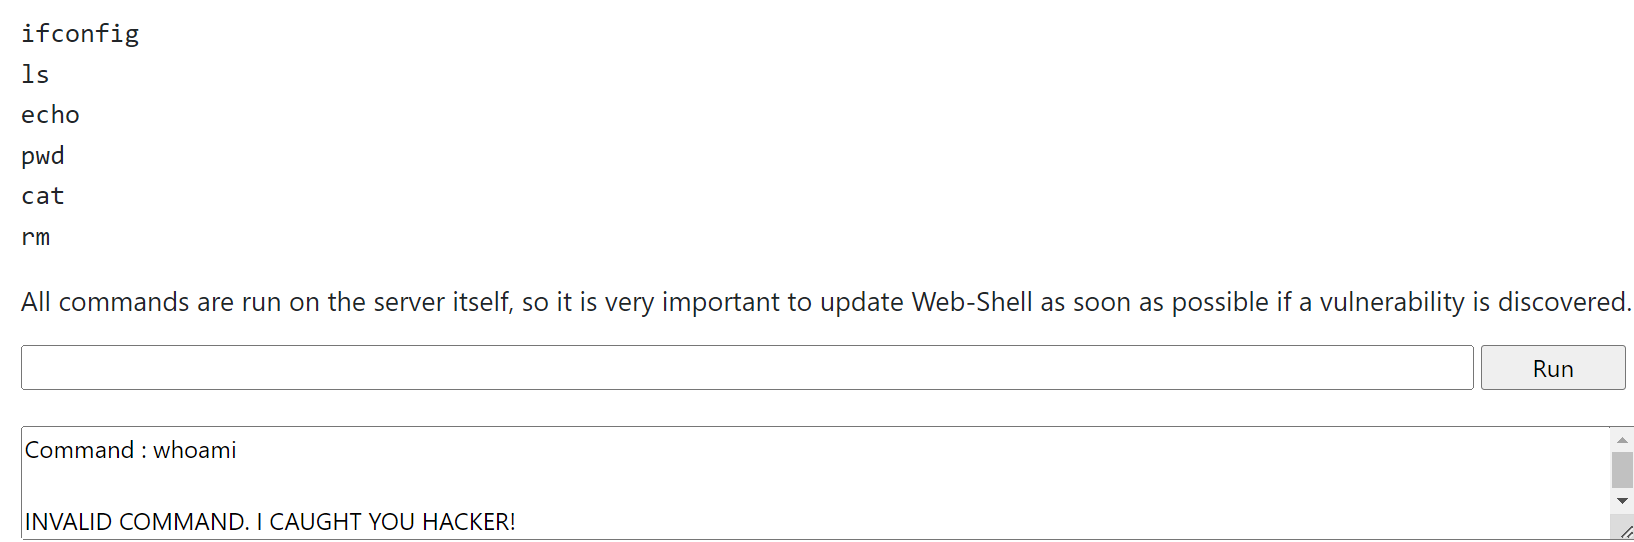 ifconfig
ls
echo
pwd
cat
rm
All commands are run on the server itself, so it is very important to update Web-Shell as soon as possible if a vulnerability is discovered.
Run
Command : whoami
INVALID COMMAND. I CAUGHT YOU HACKER!